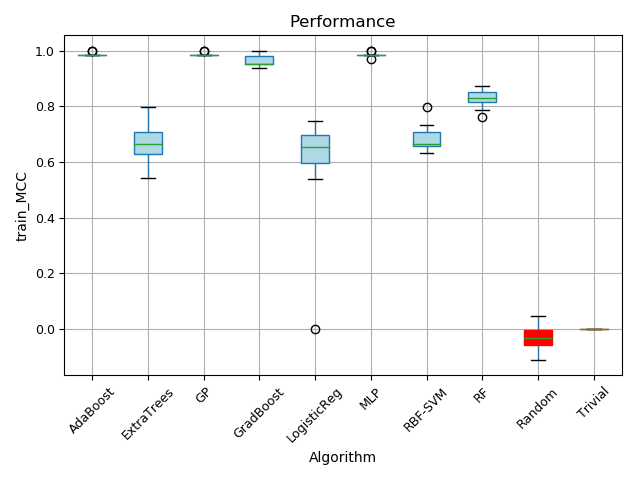 Performance
train_MCC
1.0
0.8
0.6
0.4
0.2
0.0
AdaBoost
ExtraTrees
GP
GradBoost
LogisticReg
MLP
RBF-SVM
RF
Random
Trivial
Algorithm